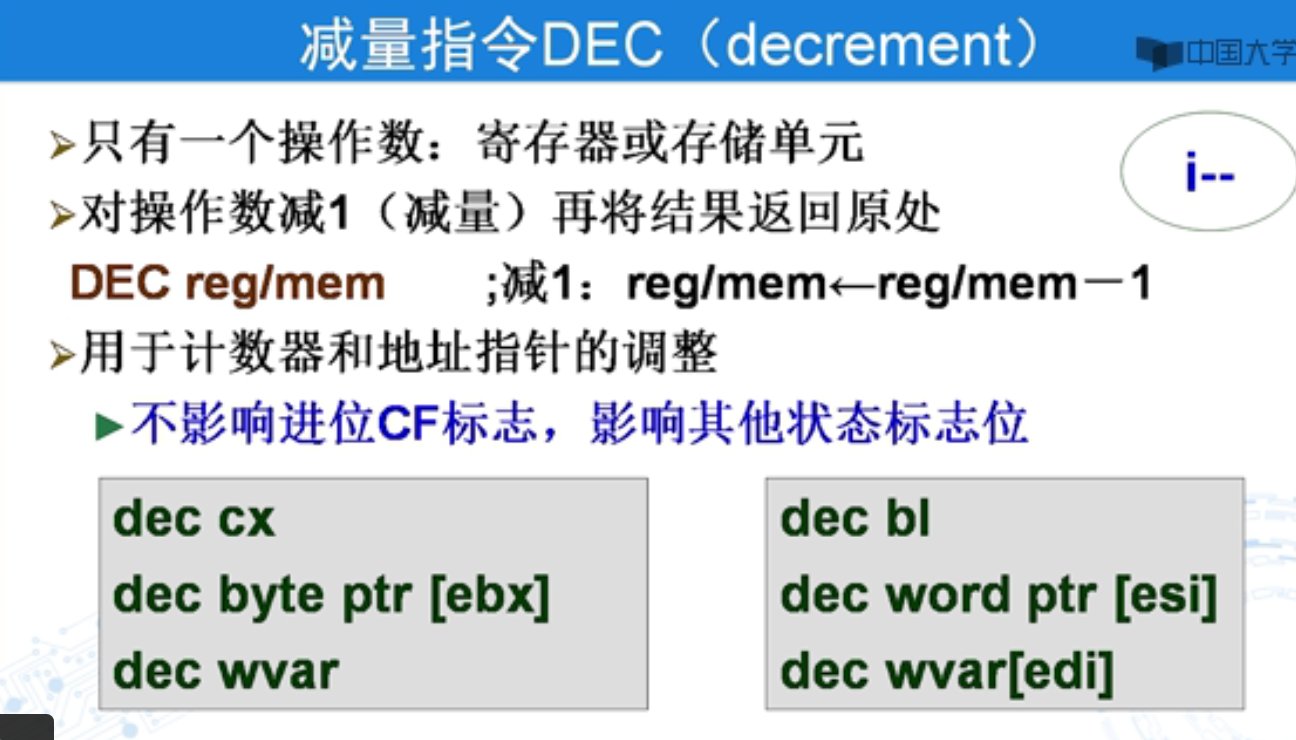 减量指令DEC（decrement）
中国大学
只有一个操作数：寄存器或存储单元
i--
对操作数减1（减量）再将结果返回原处
DEC reg/mem ;减1：reg/mem←reg/mem－1
用于计数器和地址指针的调整
不影响进位CF标志，影响其他状态标志位
dec cx
dec byte ptr [ebx]
dec wvar
dec bl
dec word ptr [esi]
dec wvar[edi]